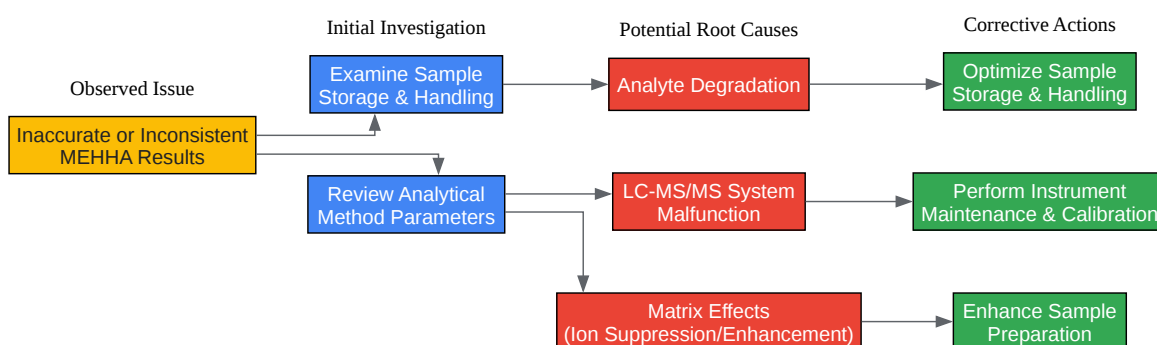 Initial Investigation
Potential Root Causes
Corrective Actions
Observed Issue
Examine Sample
Storage & Handling
Analyte Degradation
Optimize Sample
Storage & Handling
Inaccurate or Inconsistent
MEHHA Results
Review Analytical
Method Parameters
LC-MS/MS System
Malfunction
Perform Instrument
Maintenance & Calibration
Matrix Effects
(Ion Suppression/Enhancement)
Enhance Sample
Preparation